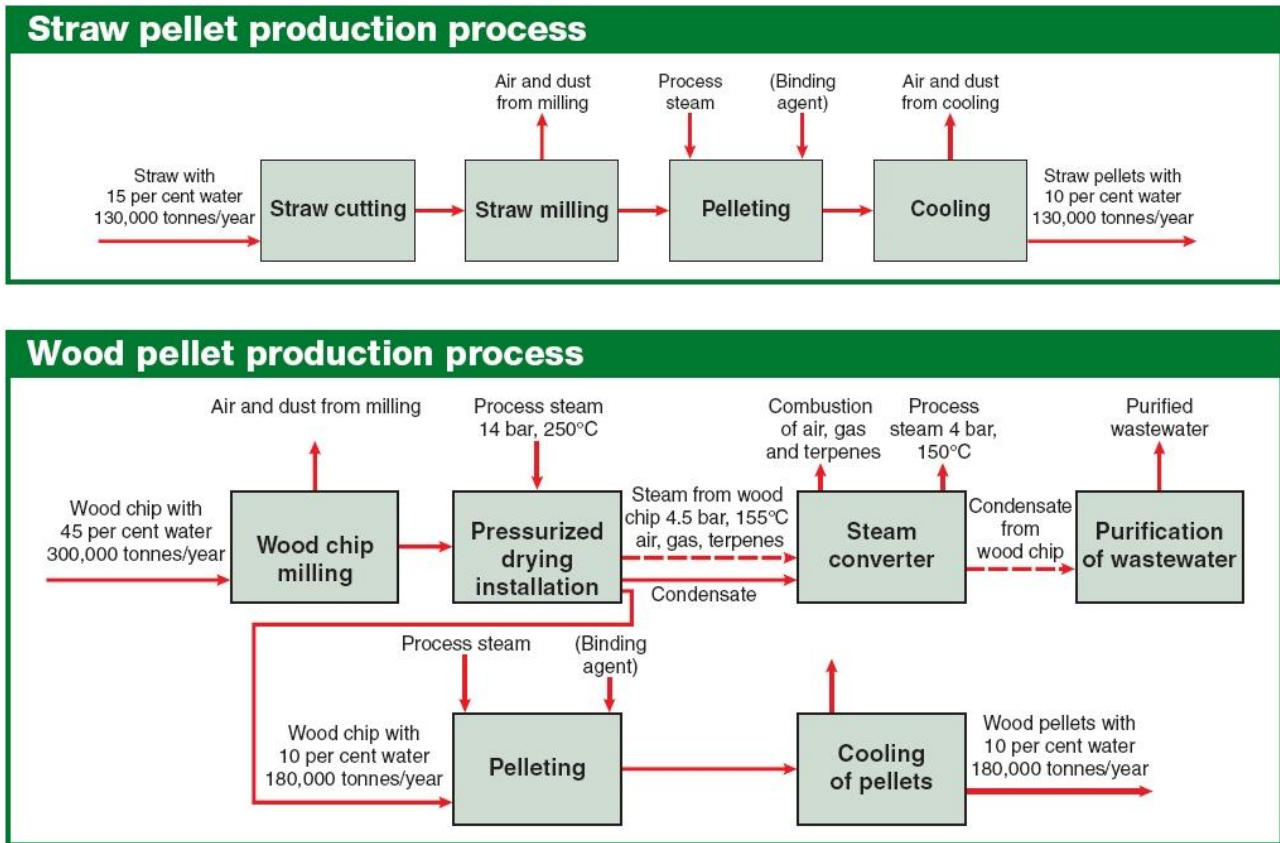 Straw pellet production process
Air and dust
from milling
Process
steam
(Binding
agent)
Air and dust
from cooling
Straw with
15 per cent water
130,000 tonnes/year
Straw cutting
Straw milling
Pelleting
Cooling
Straw pellets with
10 per cent water
130,000 tonnes/year
Wood pellet production process
Air and dust from milling
Process steam
14 bar, 250°C
Combustion
of air, gas
and terpenes
Process
steam 4 bar,
150°C
Purified
wastewater
Wood chip with
45 per cent water
300,000 tonnes/year
Wood chip
milling
Pressurized
drying
installation
Steam from wood
chip 4.5 bar, 155°C
air, gas, terpenes
Condensate
Steam
converter
Condensate
from
wood chip
Purification
of wastewater
Process steam
(Binding
agent)
Wood chip with
10 per cent water
180,000 tonnes/year
Pelleting
Cooling
of pellets
Wood pellets with
10 per cent water
180,000 tonnes/year